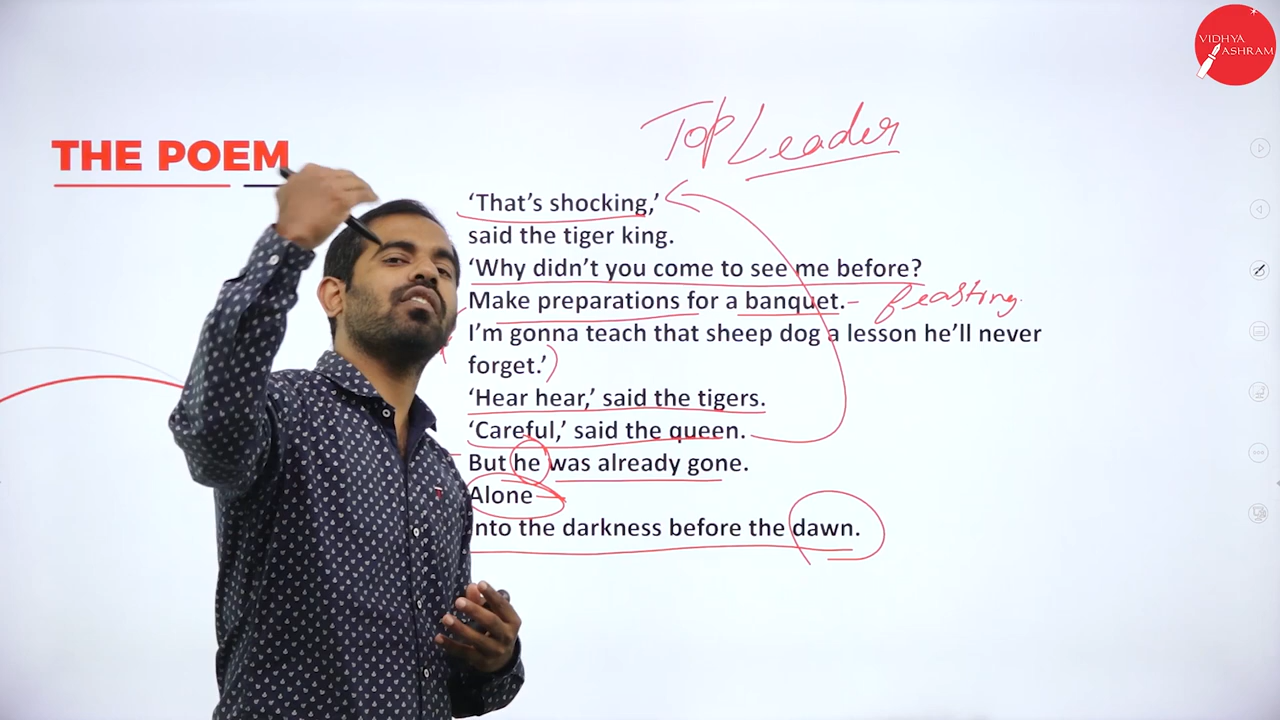 VIDHYA
ASHRAM
Top Leader
THE POEM
‘That’s shocking,’
said the tiger king.
‘Why didn’t you come to see me before?
Make preparations for a banquet. – feasting.
I’m gonna teach that sheep dog a lesson he’ll never
forget.’)
‘Hear hear,’ said the tigers.
‘Careful,’ said the queen.
But he was already gone.
Alone
nto the darkness before the dawn.